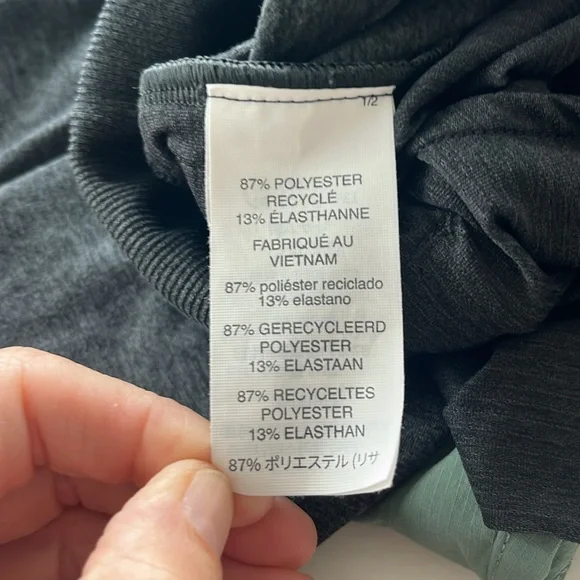 1/2
87% POLYESTER
RECYCLÉ
13% ÉLASTHANNE
FABRIQUÉ AU
VIETNAM
87% poliéster reciclado
13% elastano
87% GERECYCLEERD
POLYESTER
13% ELASTAAN
87% RECYCELTES
POLYESTER
13% ELASTHAN
87% ポリエステル (リサ